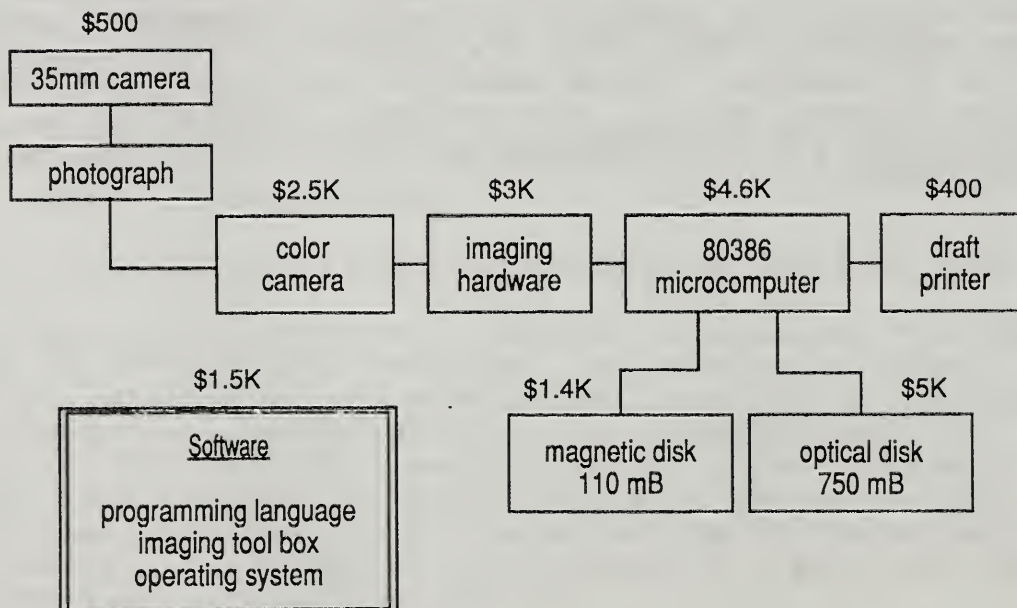 $500
35mm camera
photograph
$2.5K
color
camera
$3K
imaging
hardware
$4.6K
80386
microcomputer
$400
draft
printer
$1.4K
magnetic disk
110 mB
$5K
optical disk
750 mB
$1.5K
Software
programming language
imaging tool box
operating system